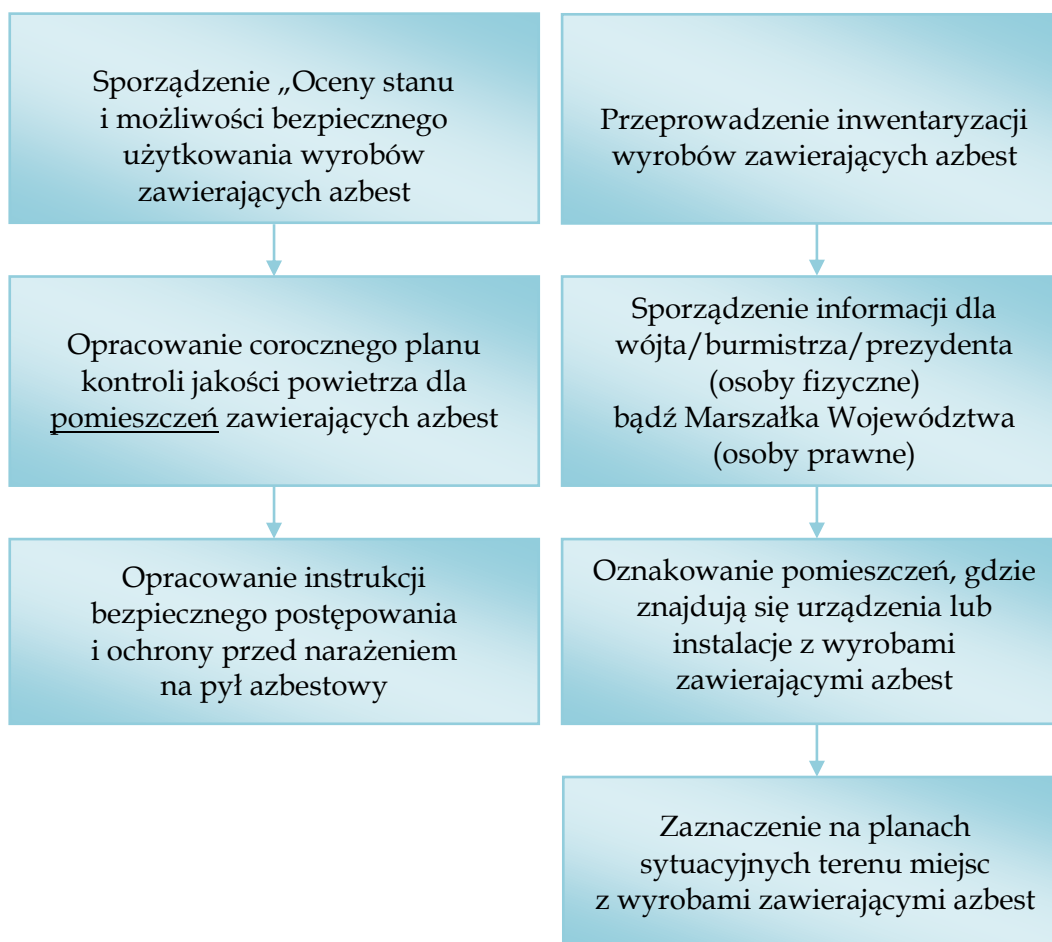 Sporządzenie „Oceny stanu
i możliwości bezpiecznego
użytkowania wyrobów
zawierających azbest
Opracowanie corocznego planu
kontroli jakości powietrza dla
pomieszczeń zawierających azbest
Opracowanie instrukcji
bezpiecznego postępowania
i ochrony przed narażeniem
na pył azbestowy
Przeprowadzenie inwentaryzacji
wyrobów zawierających azbest
Sporządzenie informacji dla
wójta/burmistrza/prezydenta
(osoby fizyczne)
bądź Marszałka Województwa
(osoby prawne)
Oznakowanie pomieszczeń, gdzie
znajdują się urządzenia lub
instalacje z wyrobami
zawierającymi azbest
Zaznaczenie na planach
sytuacyjnych terenu miejsc
z wyrobami zawierającymi azbest